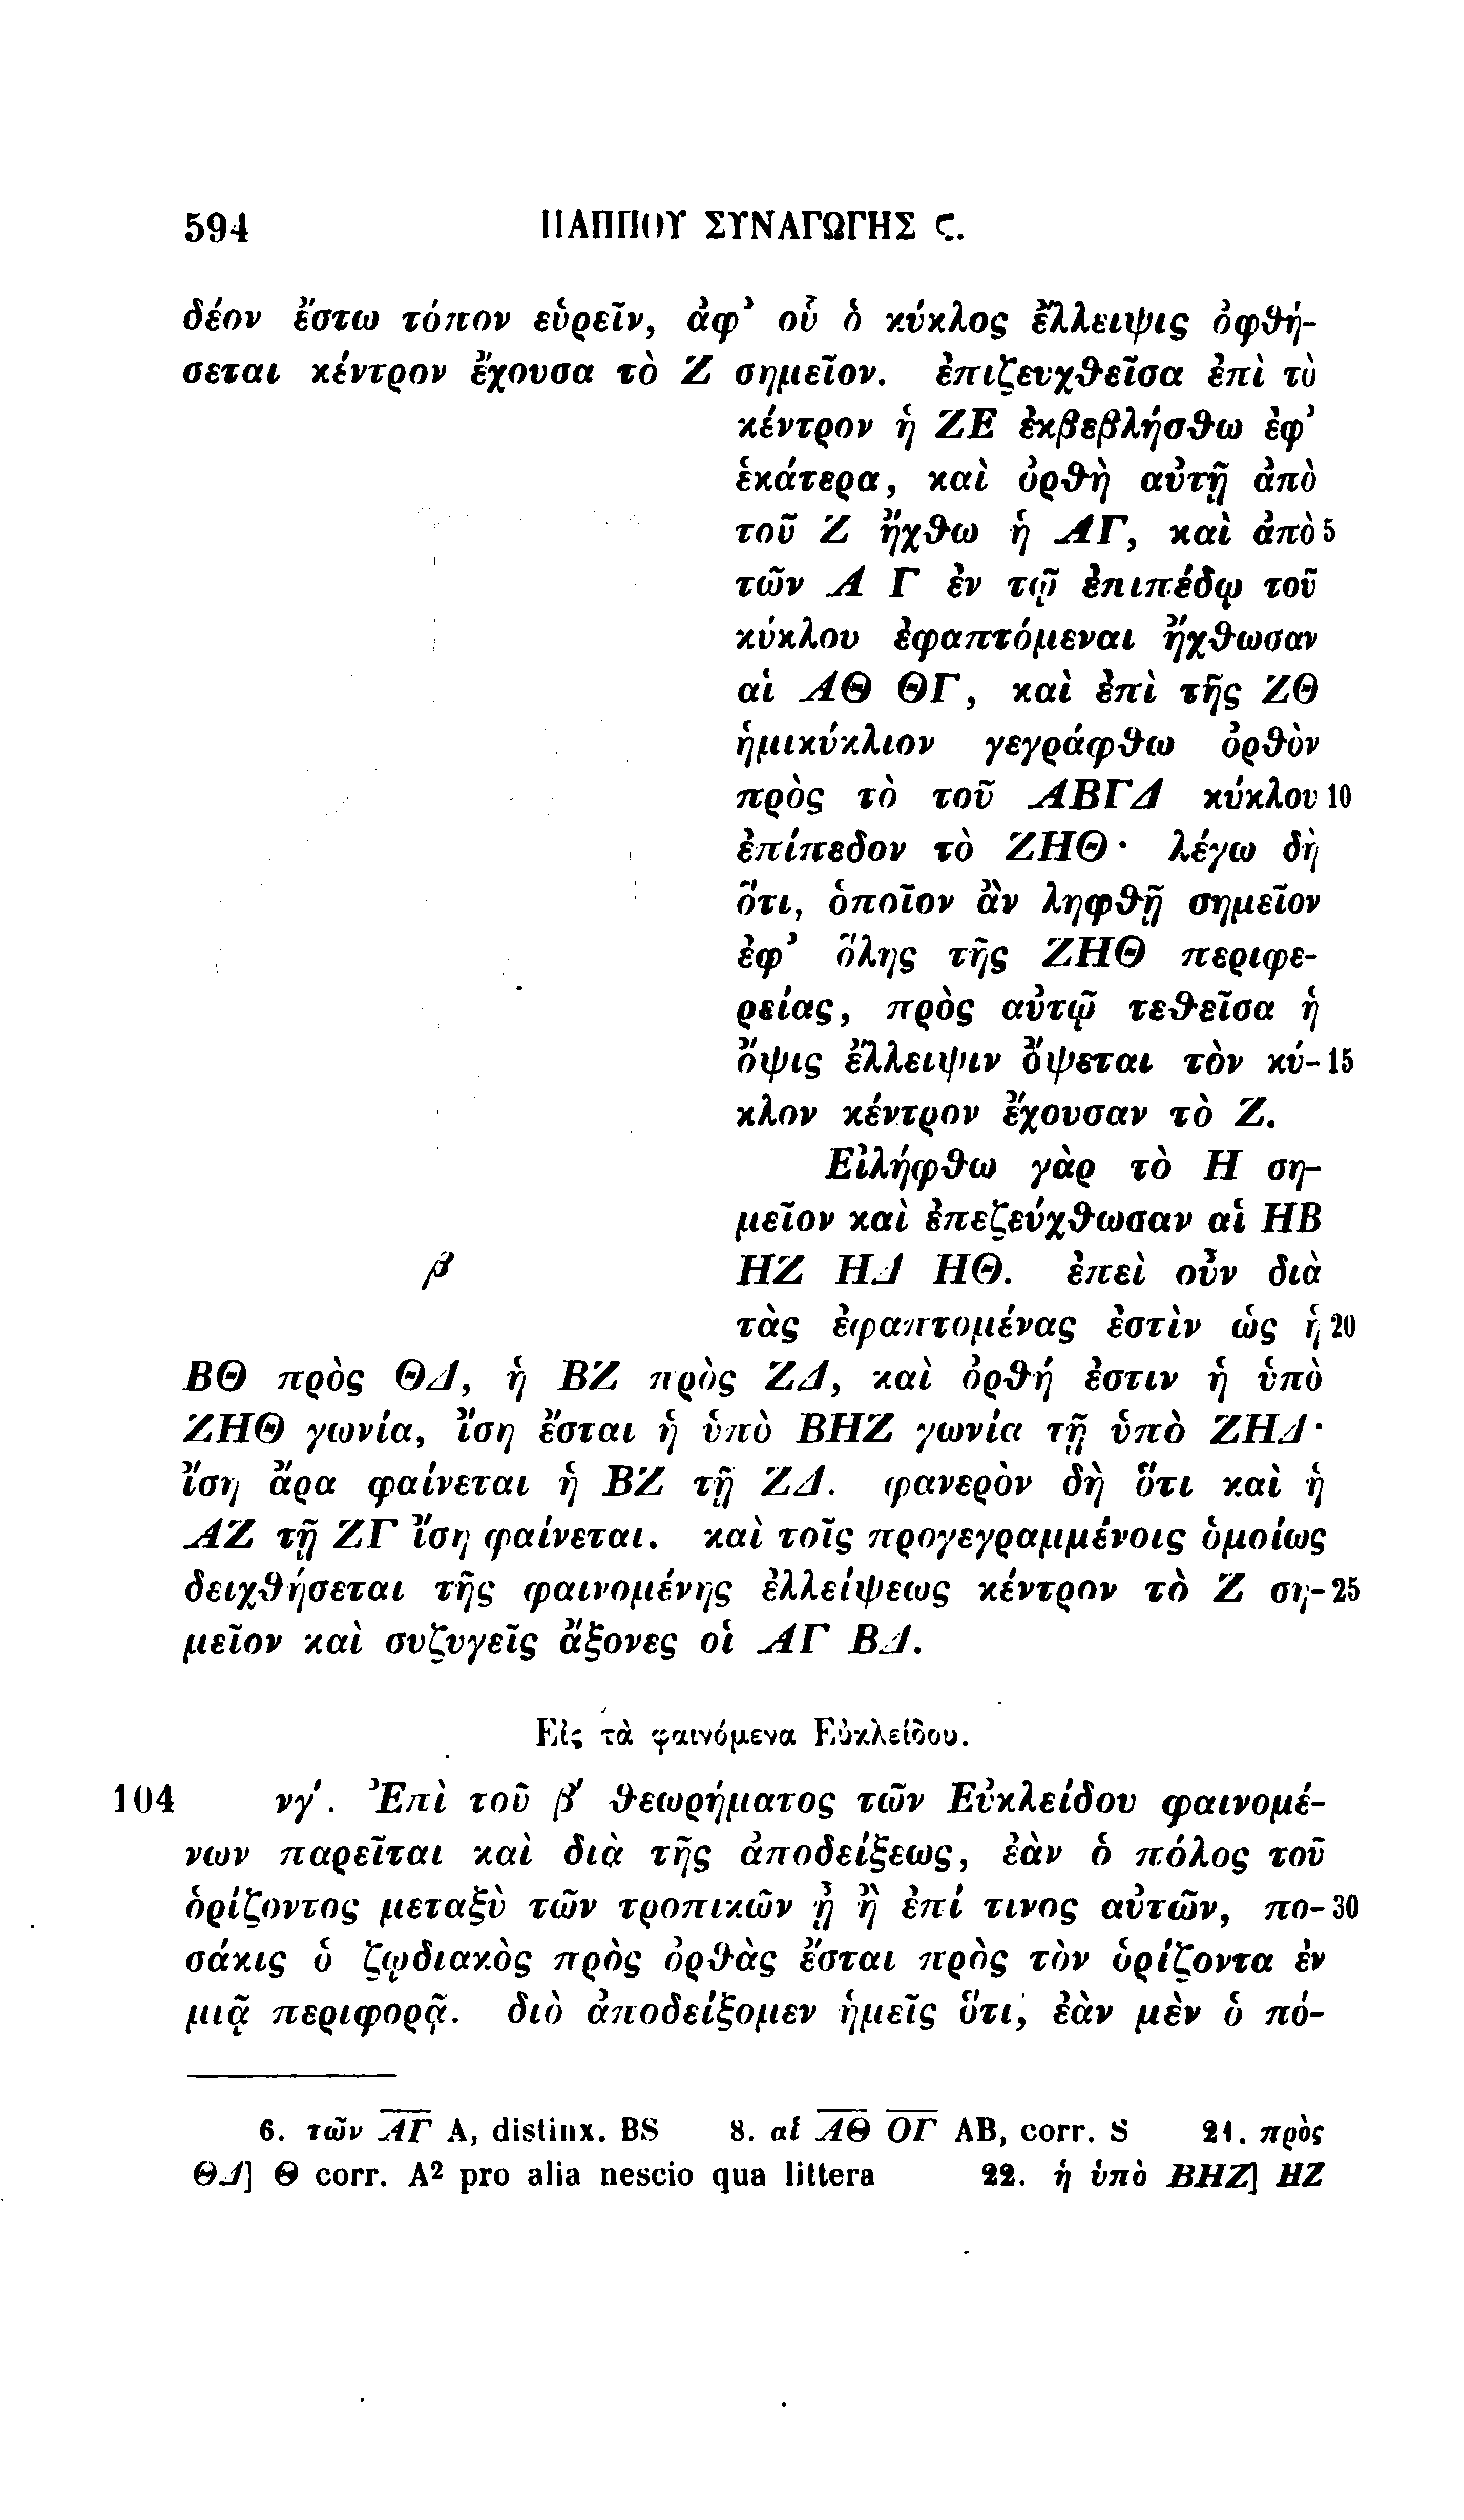 594 ΠΑΠΠΟΥ ΣΥΝΑΓΩΓΗΣ Ϛ.
δέον ἔστω τόπον εὑρεῖν, ἀφ' οὗ ὁ κύκλος ἔλλειψις ὀφθή-
σεται κέντρον ἔχουσα τὸ Ζ σημεῖον. ἐπιζευχθεῖσα ἐπὶ τὸ
κέντρον ἡ ΖΕ ἐκβεβλήσθω ἐφ'
ἑκάτερα, καὶ ὀρθὴ αὐτῇ ἀπὸ
τοῦ Ζ ἤχθω ἡ ΑΓ, καὶ ἀπὸ 5
τῶν Α Γ ἐν τῷ ἐπιπέδῳ τοῦ
κύκλου ἐφαπτόμεναι ἤχθωσαν
αἱ ΑΘ ΘΓ, καὶ ἐπὶ τῆς ΖΘ
ἡμικύκλιον γεγράφθω ὀρθὸν
πρὸς τὸ τοῦ ΑΒΓΔ κύκλου 10
ἐπίπεδον τὸ ΖΗΘ· λέγω δὴ
ὅτι, ὁποῖον ἂν ληφθῇ σημεῖον
ἐφ' ὅλης τῆς ΖΗΘ περιφε-
ρείας, πρὸς αὐτῷ τεθεῖσα ἡ
ὄψις ἔλλειψιν ὄψεται τὸν κύ- 15
κλον κέντρον ἔχουσαν τὸ Ζ.
Εἰλήφθω γὰρ τὸ Η ση-
μεῖον καὶ ἐπεζεύχθωσαν αἱ ΗΒ
ΗΖ ΗΔ ΗΘ. ἐπεὶ οὖν διὰ
β
τὰς ἐφαπτομένας ἐστὶν ὡς ἡ 20
ΒΘ πρὸς ΘΔ, ἡ ΒΖ πρὸς ΖΔ, καὶ ὀρθή ἐστιν ἡ ὑπὸ
ΖΗΘ γωνία, ἴση ἔσται ἡ ὑπὸ ΒΗΖ γωνία τῇ ὑπὸ ΖΗΔ·
ἴση ἄρα φαίνεται ἡ ΒΖ τῇ ΖΔ. φανερὸν δὴ ὅτι καὶ ἡ
ΑΖ τῇ ΖΓ ἴση φαίνεται. καὶ τοῖς προγεγραμμένοις ὁμοίως
δειχθήσεται τῆς φαινομένης ἐλλείψεως κέντρον τὸ Ζ ση- 25
μεῖον καὶ συζυγεῖς ἄξονες οἱ ΑΓ ΒΔ.
Εἰς τὰ φαινόμενα Εὐκλείδου.
104 νγ'. Ἐπὶ τοῦ β' θεωρήματος τῶν Εὐκλείδου φαινομέ-
νων παρεῖται καὶ διὰ τῆς ἀποδείξεως, ἐὰν ὁ πόλος τοῦ
ὁρίζοντος μεταξὺ τῶν τροπικῶν ᾖ ἢ ἐπί τινος αὐτῶν, πο- 30
σάκις ὁ ζῳδιακὸς πρὸς ὀρθὰς ἔσται πρὸς τὸν ὁρίζοντα ἐν
μιᾷ περιφορᾷ. διὸ ἀποδείξομεν ἡμεῖς ὅτι, ἐὰν μὲν ὁ πό-
6. τῶν Α͞Γ A, distinx. BS 8. αἱ Α͞Θ Ο͞Γ AB, corr. S 21. πρὸς
ΘΔ] Θ corr. A² pro alia nescio qua littera 22. ἡ ὑπὸ ΒΗΖ] ΗΖ